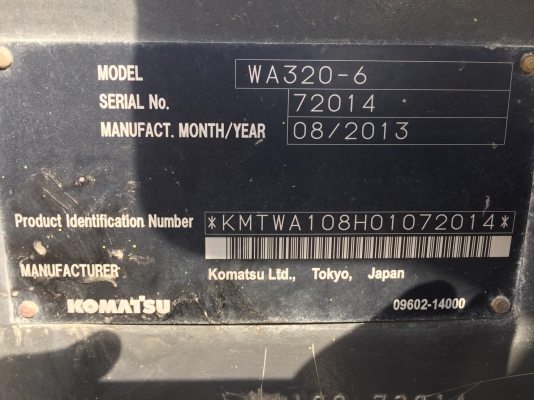 MODEL WA320-6
SERIAL No. 72014
MANUFACT. MONTH/YEAR 08/2013
Product Identification Number *KMTWA108H01072014*
MANUFACTURER Komatsu Ltd., Tokyo, Japan
KOMATSU 09602-14000
72014